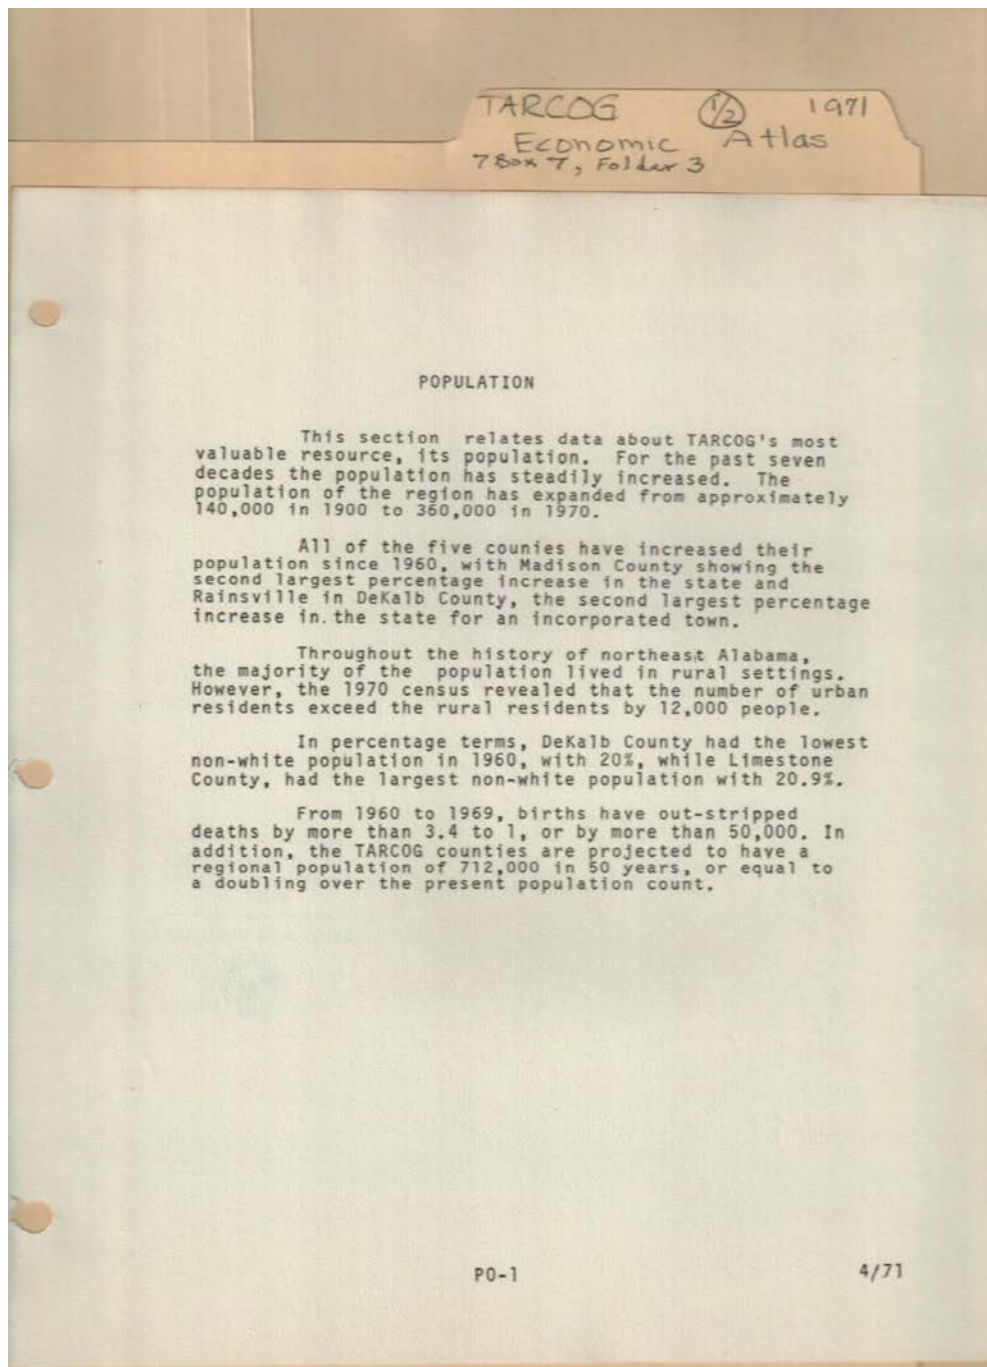 TARCOG 1/2 1971
Economic Atlas
7 Box 7, Folder 3
POPULATION
This section relates data about TARCOG's most
valuable resource, its population. For the past seven
decades the population has steadily increased. The
population of the region has expanded from approximately
140,000 in 1900 to 360,000 in 1970.
All of the five counies have increased their
population since 1960, with Madison County showing the
second largest percentage increase in the state and
Rainsville in DeKalb County, the second largest percentage
increase in the state for an incorporated town.
Throughout the history of northeast Alabama,
the majority of the population lived in rural settings.
However, the 1970 census revealed that the number of urban
residents exceed the rural residents by 12,000 people.
In percentage terms, DeKalb County had the lowest
non-white population in 1960, with 20%, while Limestone
County, had the largest non-white population with 20.9%.
From 1960 to 1969, births have out-stripped
deaths by more than 3.4 to 1, or by more than 50,000. In
addition, the TARCOG counties are projected to have a
regional population of 712,000 in 50 years, or equal to
a doubling over the present population count.
PO-1 4/71